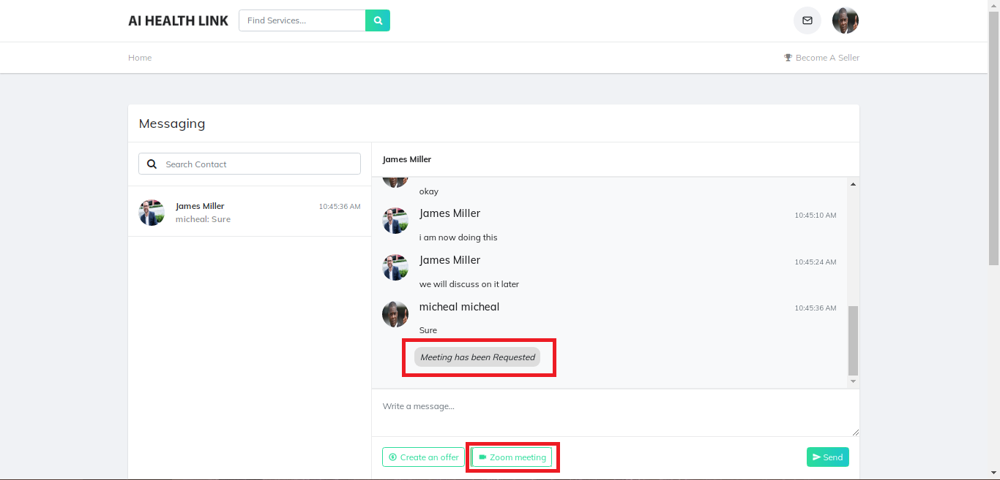 AI HEALTH LINK
Find Services...
Home
Become A Seller
Messaging
Search Contact
James Miller 10:45:36 AM
micheal: Sure
James Miller
okay
James Miller 10:45:10 AM
i am now doing this
James Miller 10:45:24 AM
we will discuss on it later
micheal micheal 10:45:36 AM
Sure
Meeting has been Requested
Write a message...
Create an offer
Zoom meeting
Send